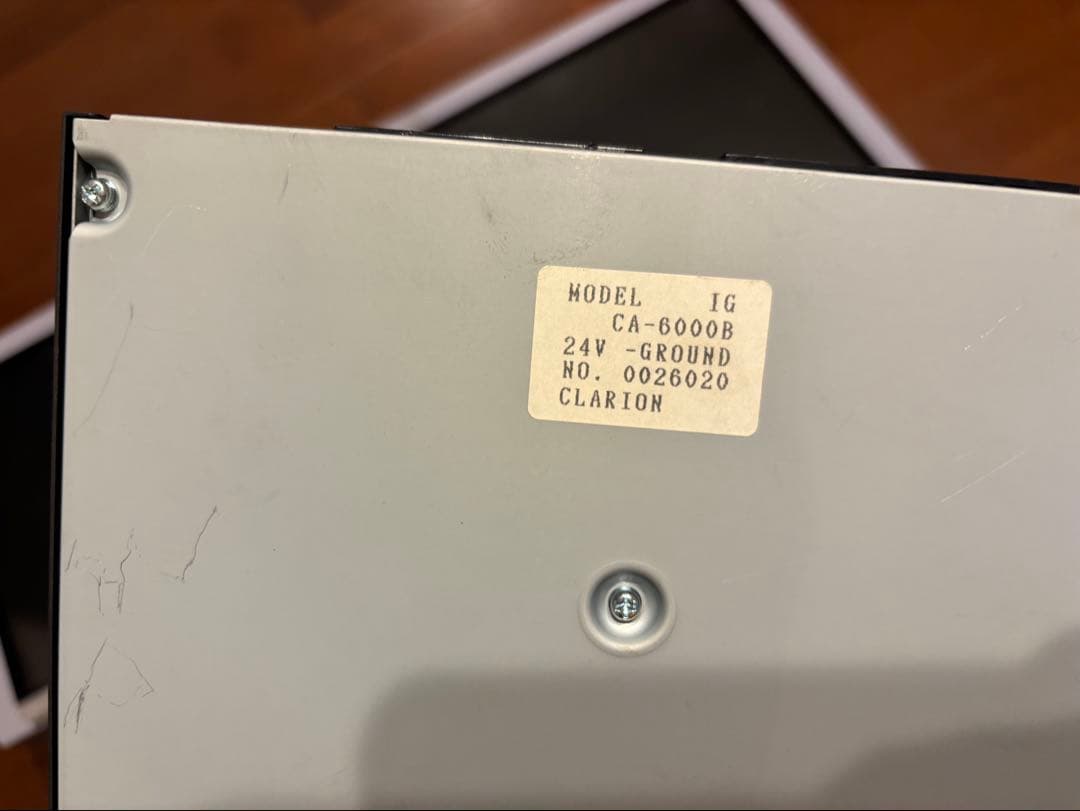 MODEL IG
CA-6000B
24V -GROUND
NO. 0026020
CLARION